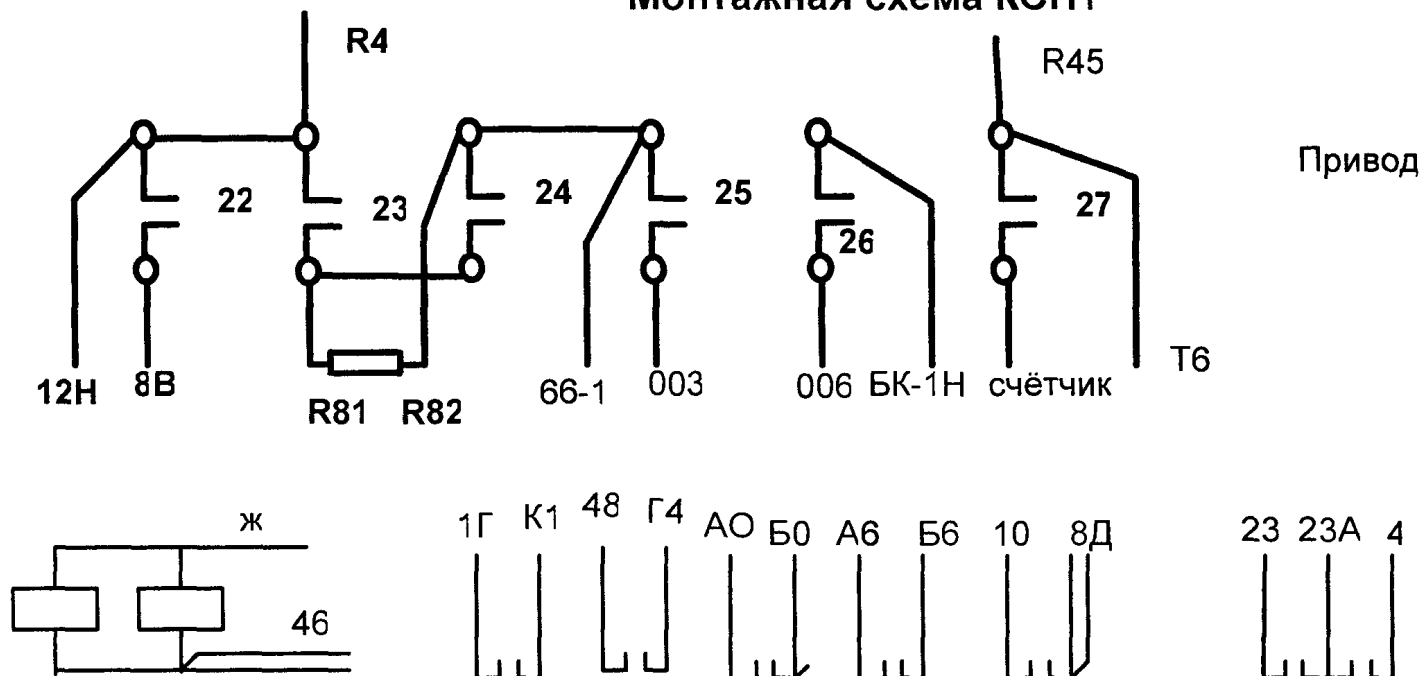 Монтажная схема
R4
R45
Привод
22
23
24
25
26
27
12Н
8В
R81
R82
66-1
003
006
БК-1Н
счётчик
Т6
ж
46
1Г
К1
48
Г4
АО
Б0
А6
Б6
10
8Д
23
23А
4